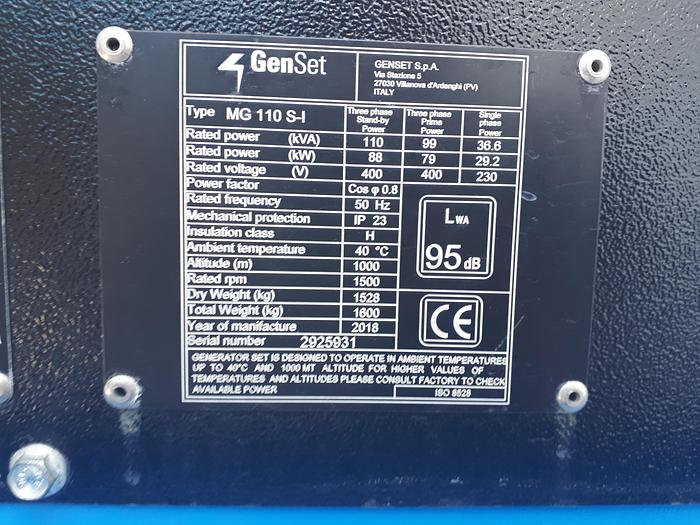 GenSet
GENSET S.p.A.
Via Stazione 5
27030 Villanova d'Ardenghi (PV)
ITALY
Type MG 110 S-I Three phase Stand-by Power Three phase Prime Power Single phase Power
Rated power (kVA) 110 99 36.6
Rated power (kW) 88 79 29.2
Rated voltage (V) 400 400 230
Power factor Cos φ 0.8
Rated frequency 50 Hz
Mechanical protection IP 23
Insulation class H
Ambient temperature 40 °C
Altitude (m) 1000
Rated rpm 1500
Dry Weight (kg) 1528
Total Weight (kg) 1600
Year of manifacture 2018
Serial number 2925931
LWA
95 dB
CE
GENERATOR SET IS DESIGNED TO OPERATE IN AMBIENT TEMPERATURES
UP TO 40°C AND 1000 MT ALTITUDE FOR HIGHER VALUES OF
TEMPERATURES AND ALTITUDES PLEASE CONSULT FACTORY TO CHECK
AVAILABLE POWER
ISO 8528